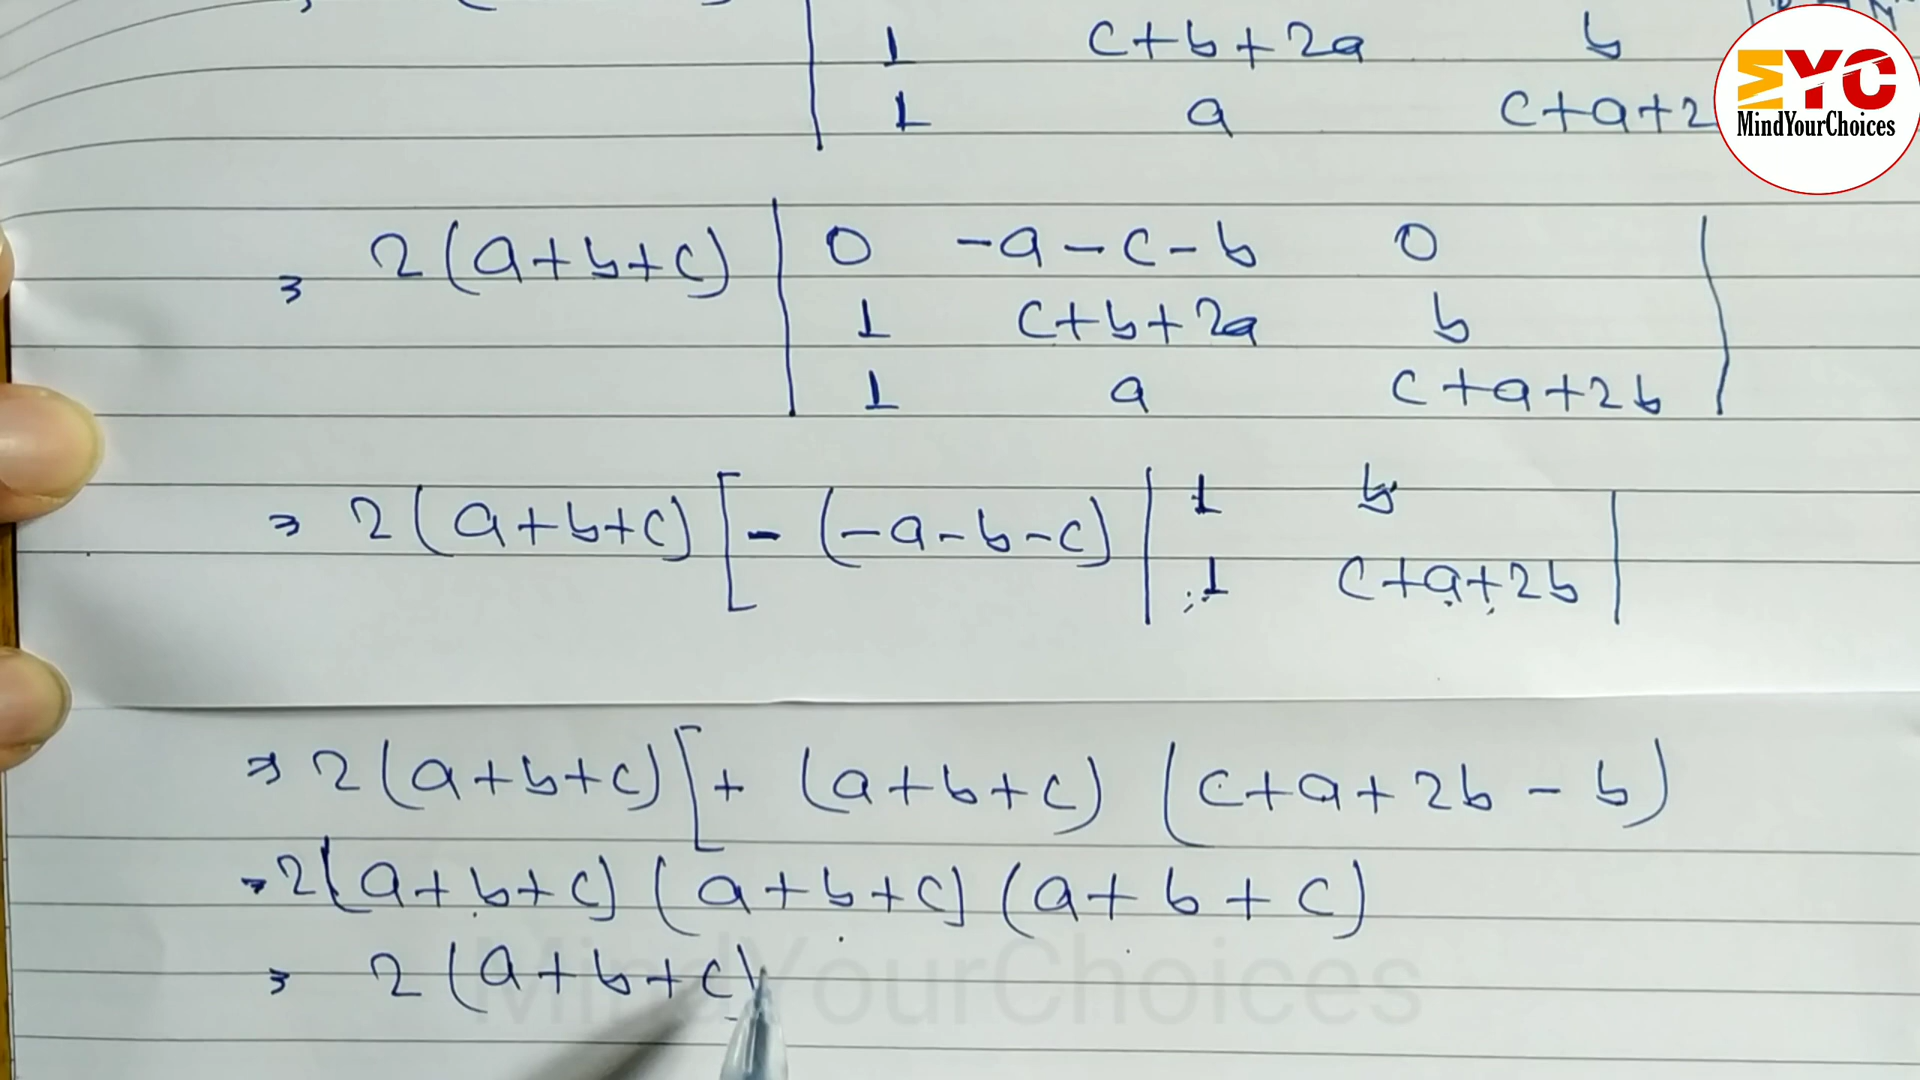 1 c+b+2a b
1 a c+a+2
MYC
MindYourChoices
⇒ 2(a+b+c) | 0 -a-c-b 0 |
1 c+b+2a b
1 a c+a+2b
⇒ 2(a+b+c) [ - (-a-b-c) | 1 b |
1 c+a+2b
⇒ 2(a+b+c) [ + (a+b+c) (c+a+2b-b)
⇒ 2(a+b+c) (a+b+c) (a+b+c)
⇒ 2(a+b+c)
MindYourChoices